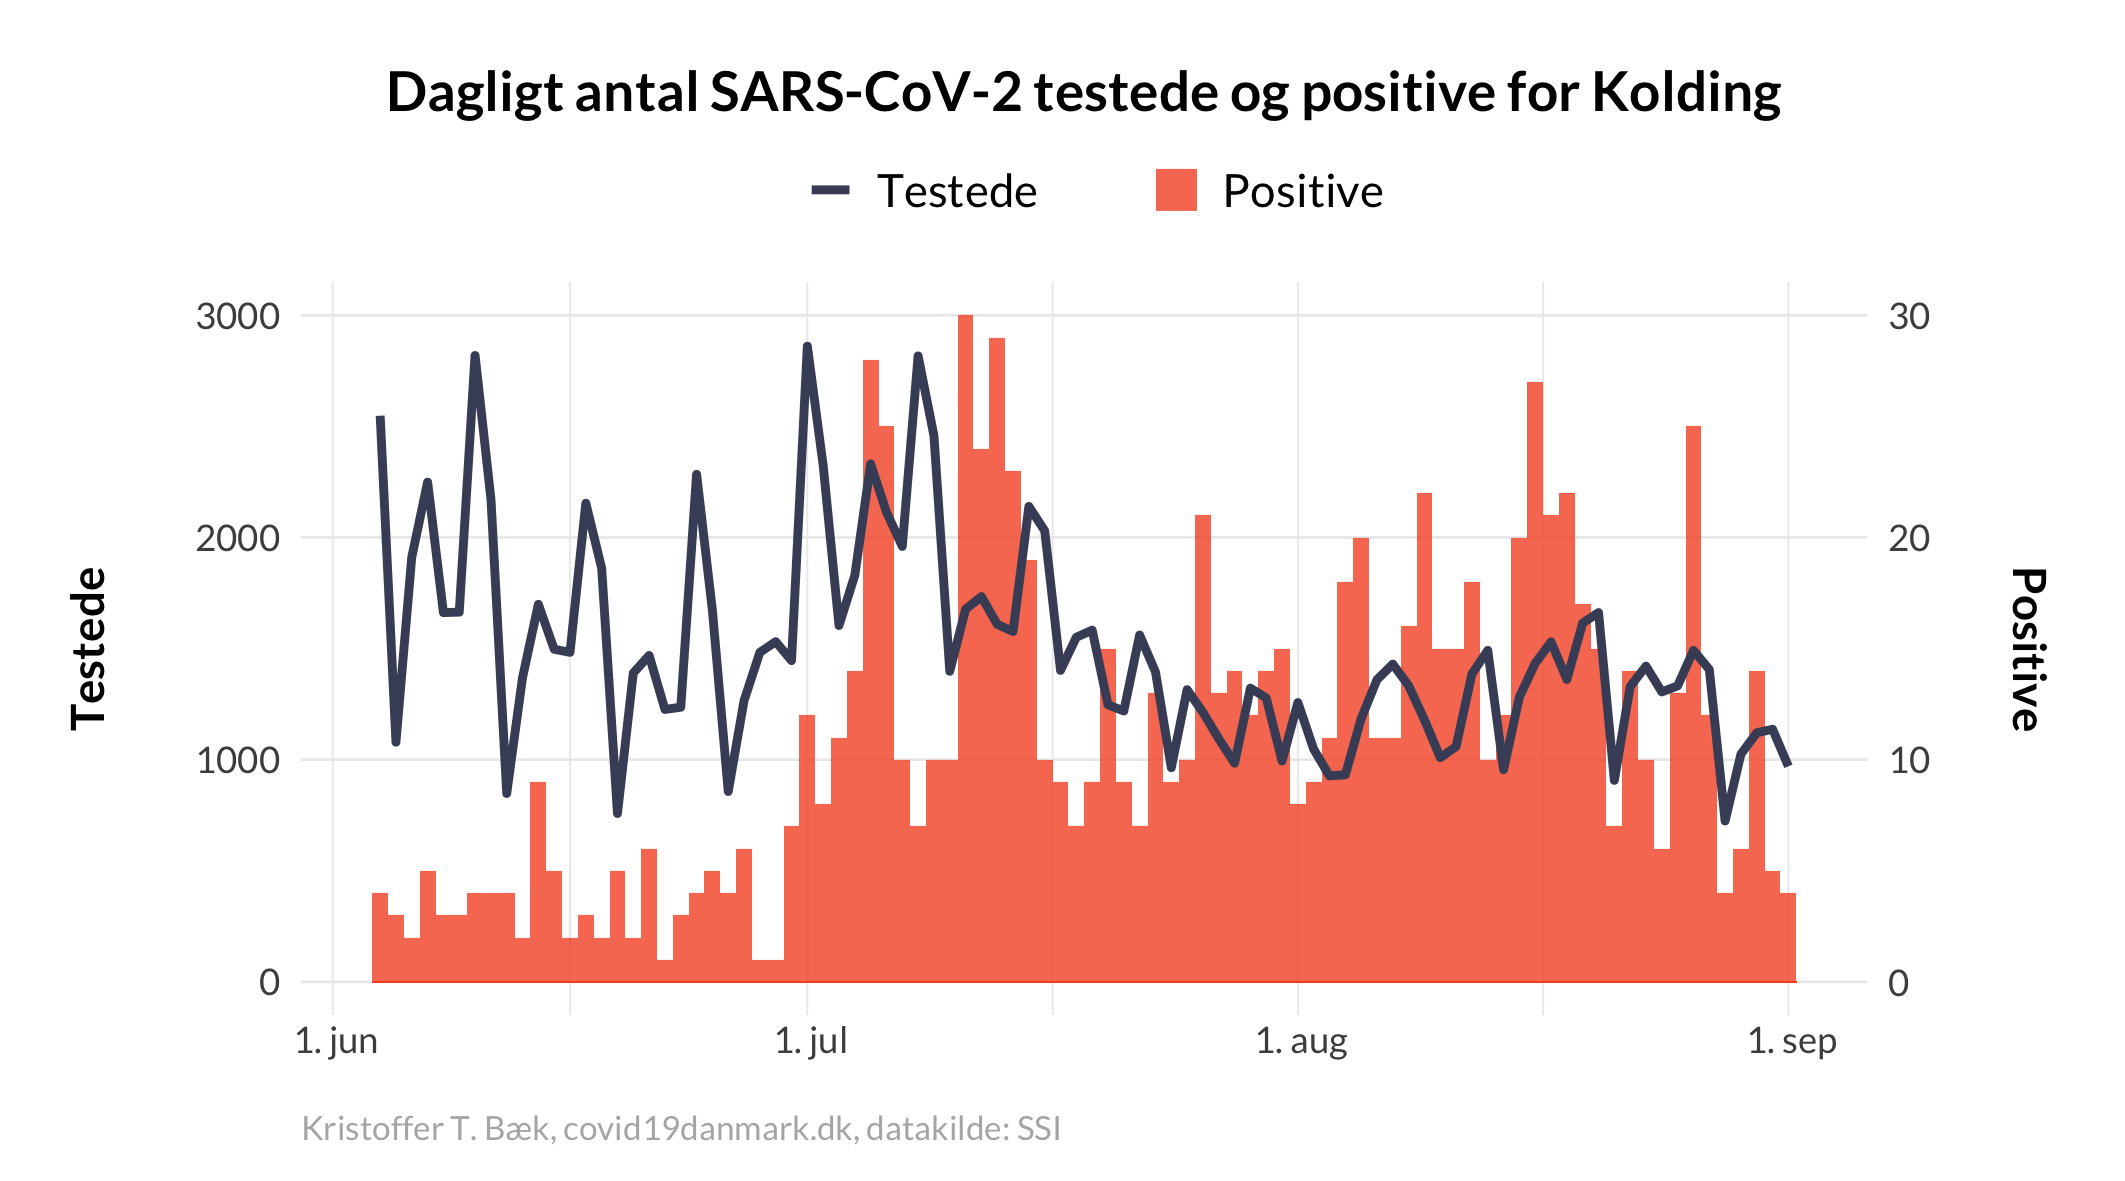 Dagligt antal SARS-CoV-2 testede og positive for Kolding
Testede
Positive
3000
2000
1000
0
Testede
30
20
10
0
Positive
1. jun
1. jul
1. aug
1. sep
Kristoffer T. Bæk, covid19danmark.dk, datakilde: SSI